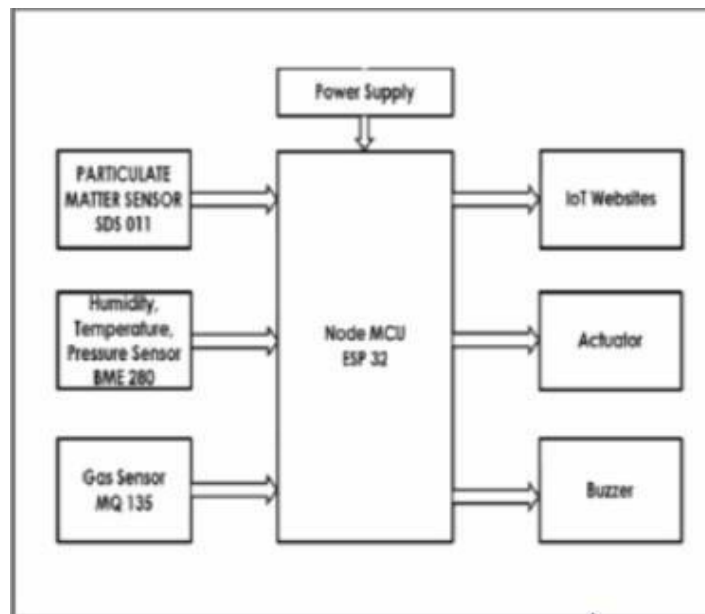 Power Supply
PARTICULATE
MATTER SENSOR
SDS 011
IoT Websites
Humidity,
Temperature,
Pressure Sensor
BME 280
Node MCU
ESP 32
Actuator
Gas Sensor
MQ 135
Buzzer